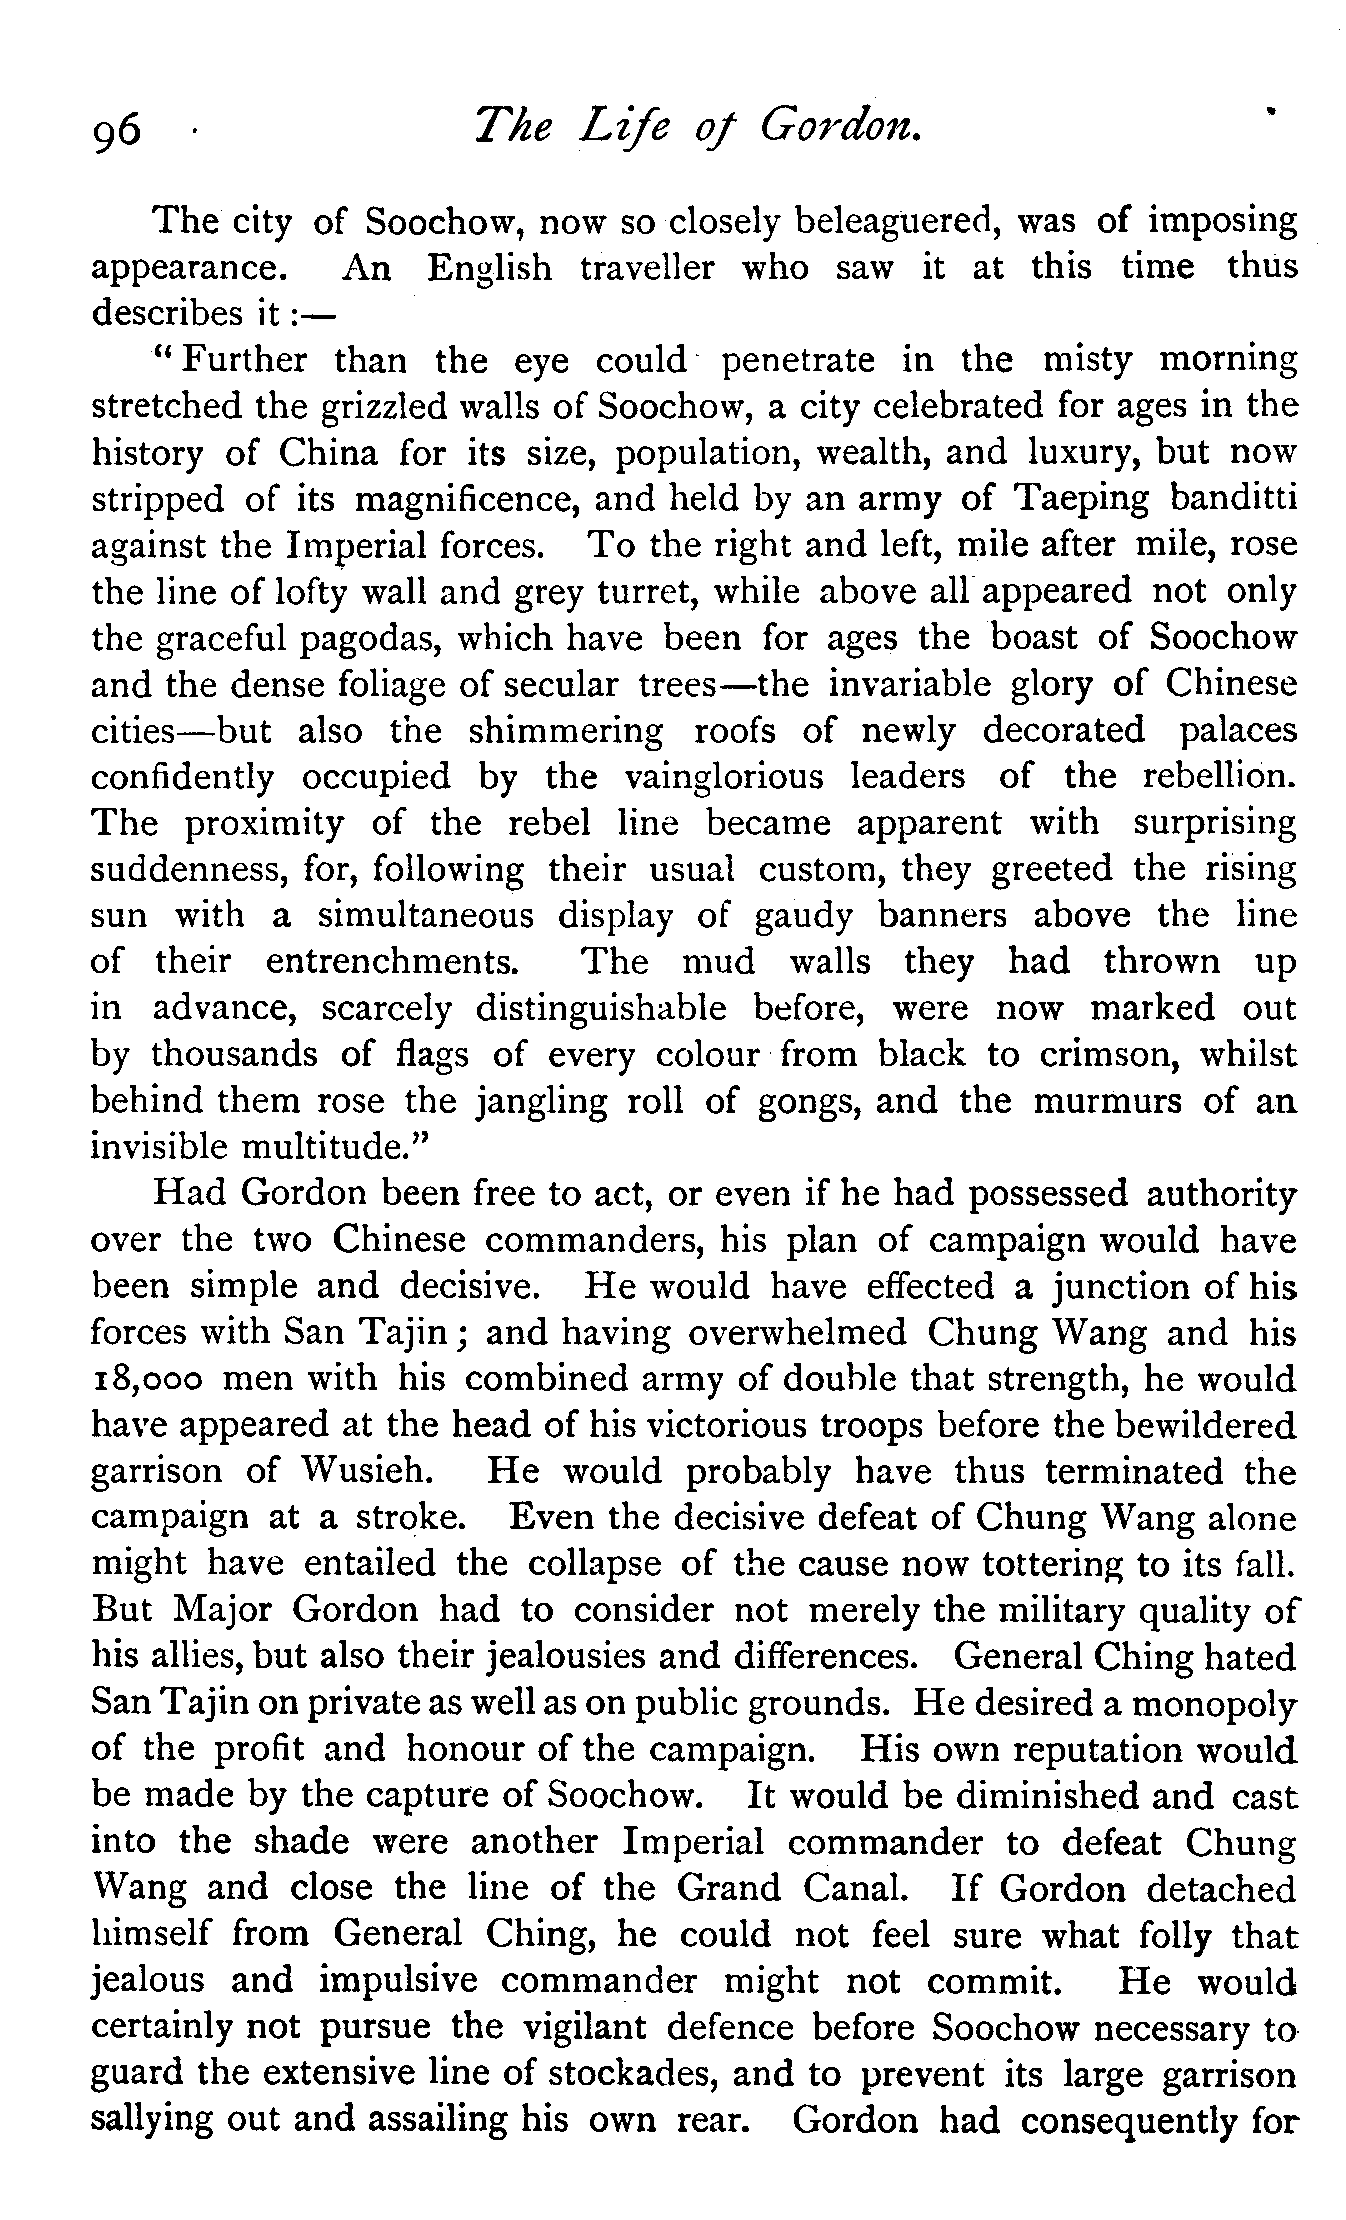 96 The Life of Gordon.
The city of Soochow, now so closely beleaguered, was of imposing
appearance. An English traveller who saw it at this time thus
describes it :—
“ Further than the eye could penetrate in the misty morning
stretched the grizzled walls of Soochow, a city celebrated for ages in the
history of China for its size, population, wealth, and luxury, but now
stripped of its magnificence, and held by an army of Taeping banditti
against the Imperial forces. To the right and left, mile after mile, rose
the line of lofty wall and grey turret, while above all appeared not only
the graceful pagodas, which have been for ages the boast of Soochow
and the dense foliage of secular trees—the invariable glory of Chinese
cities—but also the shimmering roofs of newly decorated palaces
confidently occupied by the vainglorious leaders of the rebellion.
The proximity of the rebel line became apparent with surprising
suddenness, for, following their usual custom, they greeted the rising
sun with a simultaneous display of gaudy banners above the line
of their entrenchments. The mud walls they had thrown up
in advance, scarcely distinguishable before, were now marked out
by thousands of flags of every colour from black to crimson, whilst
behind them rose the jangling roll of gongs, and the murmurs of an
invisible multitude.”
Had Gordon been free to act, or even if he had possessed authority
over the two Chinese commanders, his plan of campaign would have
been simple and decisive. He would have effected a junction of his
forces with San Tajin ; and having overwhelmed Chung Wang and his
18,000 men with his combined army of double that strength, he would
have appeared at the head of his victorious troops before the bewildered
garrison of Wusieh. He would probably have thus terminated the
campaign at a stroke. Even the decisive defeat of Chung Wang alone
might have entailed the collapse of the cause now tottering to its fall.
But Major Gordon had to consider not merely the military quality of
his allies, but also their jealousies and differences. General Ching hated
San Tajin on private as well as on public grounds. He desired a monopoly
of the profit and honour of the campaign. His own reputation would
be made by the capture of Soochow. It would be diminished and cast
into the shade were another Imperial commander to defeat Chung
Wang and close the line of the Grand Canal. If Gordon detached
himself from General Ching, he could not feel sure what folly that
jealous and impulsive commander might not commit. He would
certainly not pursue the vigilant defence before Soochow necessary to
guard the extensive line of stockades, and to prevent its large garrison
sallying out and assailing his own rear. Gordon had consequently for